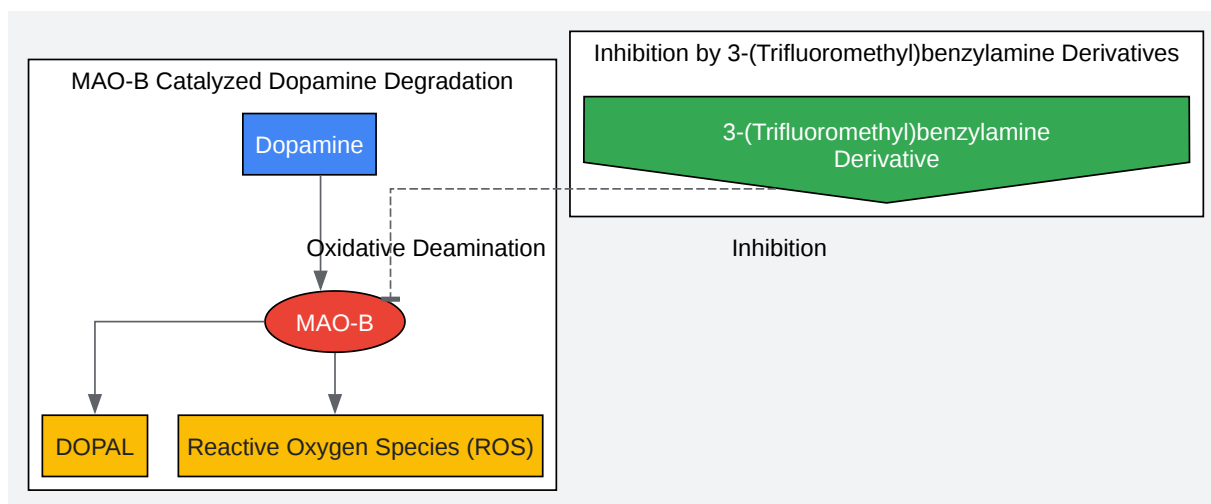 MAO-B Catalyzed Dopamine Degradation
Dopamine
Oxidative Deamination
MAO-B
DOPAL
Reactive Oxygen Species (ROS)
Inhibition by 3-(Trifluoromethyl)benzylamine Derivatives
3-(Trifluoromethyl)benzylamine
Derivative
Inhibition